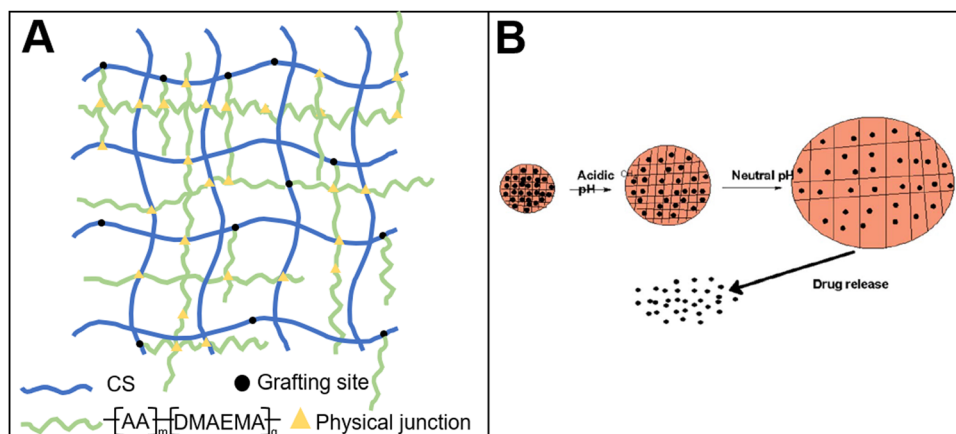 A
CS
Grafting site
[AA]m[DMAEMA]n
Physical junction
B
Acidic
pH
Neutral pH
Drug release